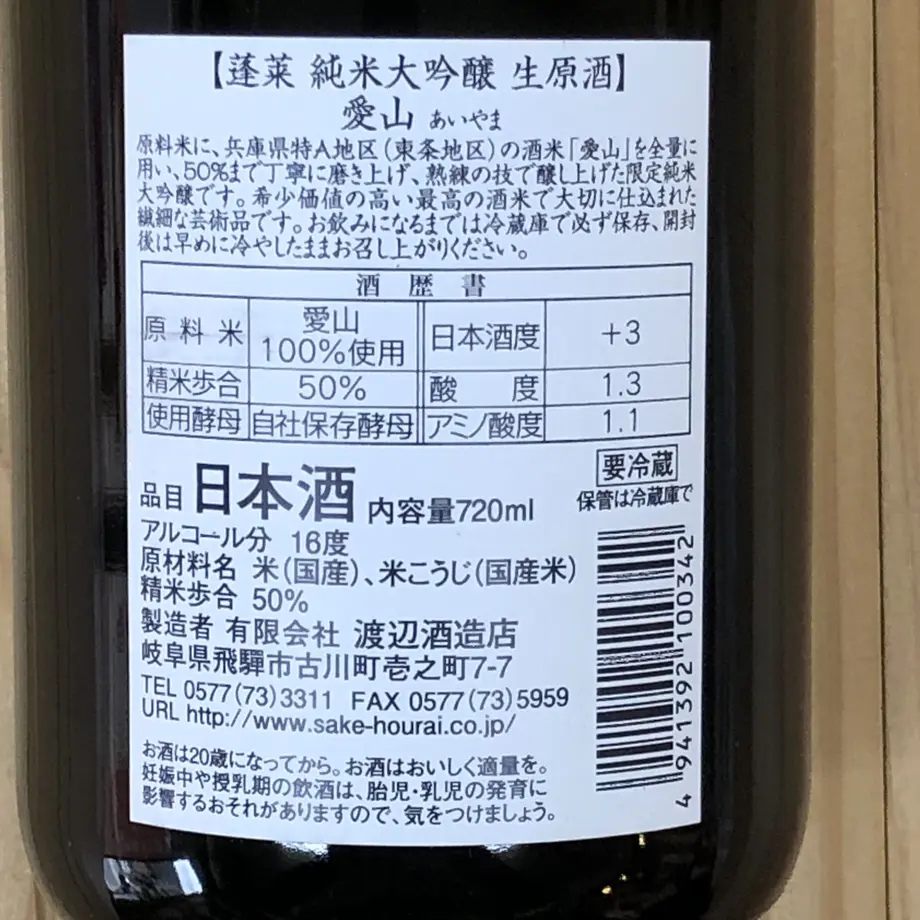 【蓬莱 純米大吟醸 生原酒】
愛山 あいやま
原料米に、兵庫県特A地区(東条地区)の酒米「愛山」を全量に
用い、50%まで丁寧に磨き上げ、熟練の技で醸し上げた限定純米
大吟醸です。希少価値の高い最高の酒米で大切に仕込まれた
繊細な芸術品です。お飲みになるまでは冷蔵庫で必ず保存、開封
後は早めに冷やしたままお召し上がりください。
酒歴書
原料米 愛山 100%使用 日本酒度 +3
精米歩合 50% 酸度 1.3
使用酵母 自社保存酵母 アミノ酸度 1.1
要冷蔵
保管は冷蔵庫で
品目 日本酒 内容量720ml
アルコール分 16度
原材料名 米(国産)、米こうじ(国産米)
精米歩合 50%
製造者 有限会社 渡辺酒造店
岐阜県飛騨市古川町壱之町7-7
TEL 0577(73)3311 FAX 0577(73)5959
URL http://www.sake-hourai.co.jp/
お酒は20歳になってから。お酒はおいしく適量を。
妊娠中や授乳期の飲酒は、胎児・乳児の発育に
影響するおそれがありますので、気をつけましょう。
4941392100342